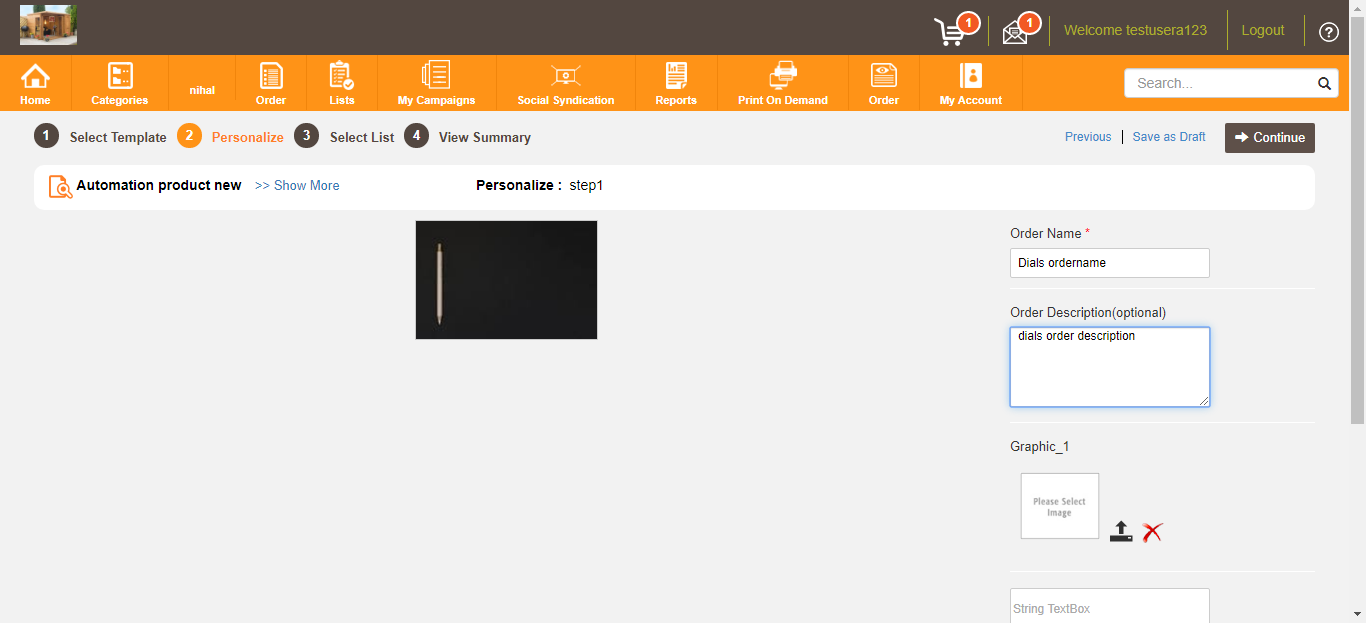 1
1
Welcome testusera123
Logout
?
Home
Categories
nihal
Order
Lists
My Campaigns
Social Syndication
Reports
Print On Demand
Order
My Account
Search...
1 Select Template 2 Personalize 3 Select List 4 View Summary
Previous | Save as Draft
Continue
Automation product new >> Show More
Personalize : step1
Order Name *
Dials ordername
Order Description(optional)
dials order description
Graphic_1
Please Select
Image
String TextBox